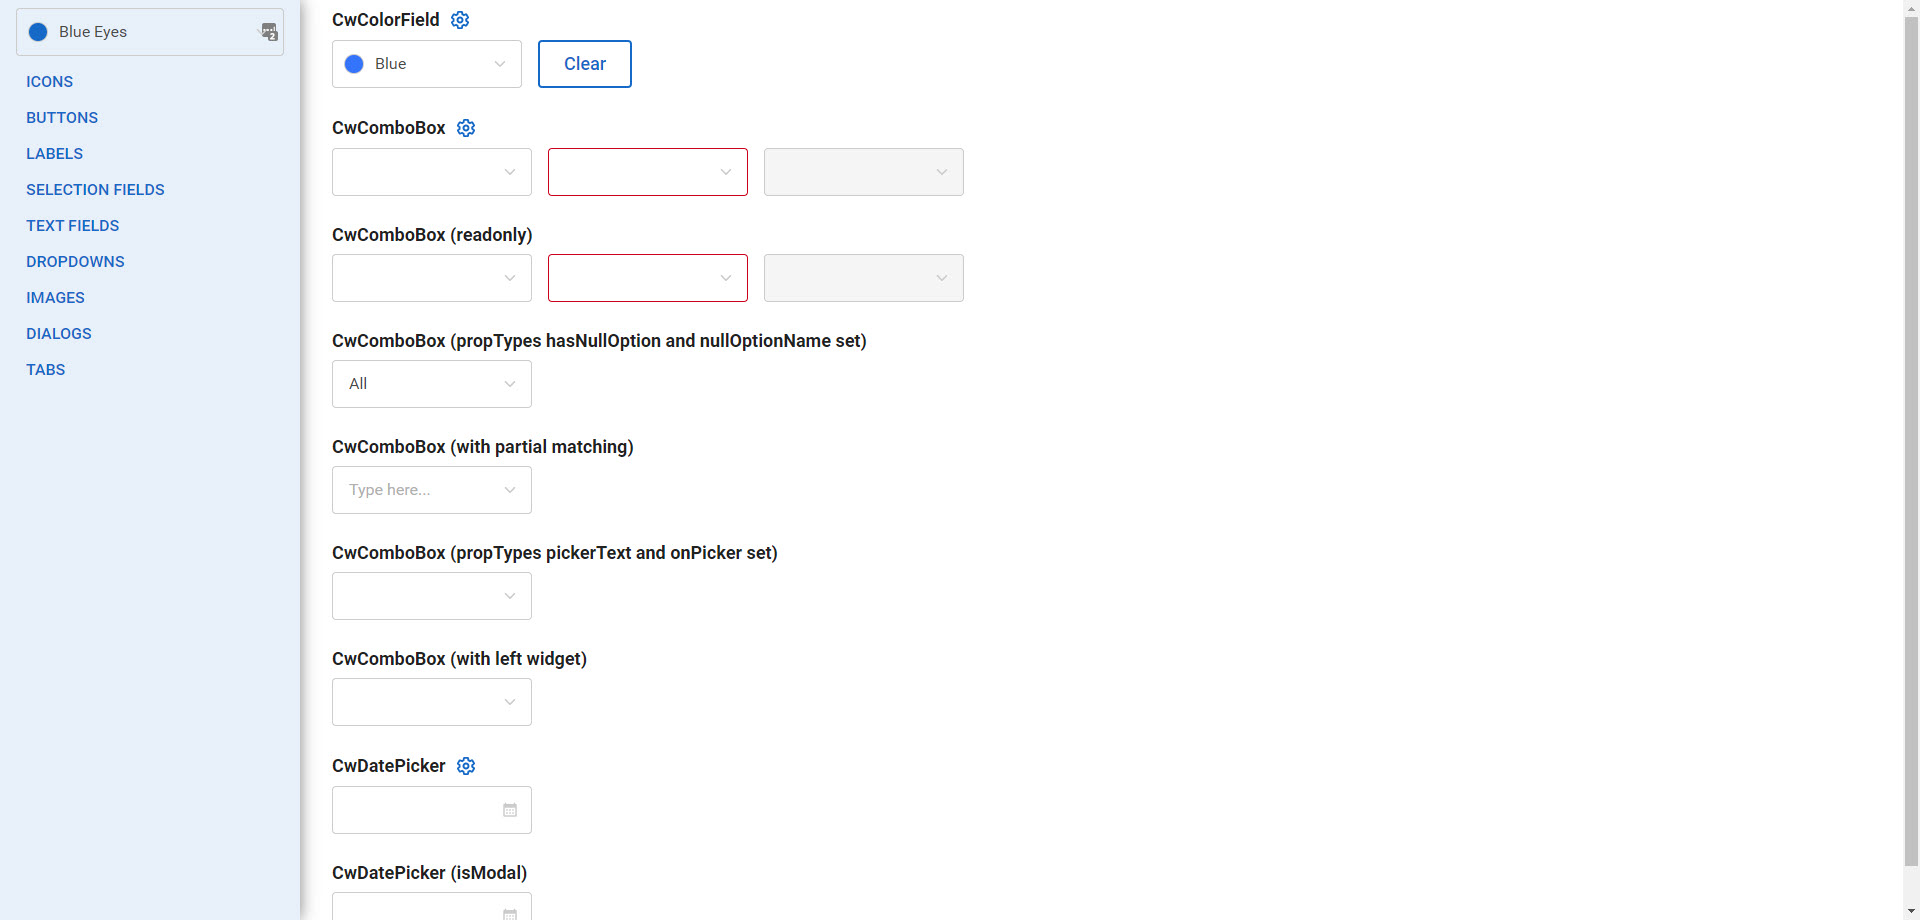 Blue Eyes
ICONS
BUTTONS
LABELS
SELECTION FIELDS
TEXT FIELDS
DROPDOWNS
IMAGES
DIALOGS
TABS
CwColorField
Blue
Clear
CwComboBox
CwComboBox (readonly)
CwComboBox (propTypes hasNullOption and nullOptionName set)
All
CwComboBox (with partial matching)
Type here...
CwComboBox (propTypes pickerText and onPicker set)
CwComboBox (with left widget)
CwDatePicker
CwDatePicker (isModal)